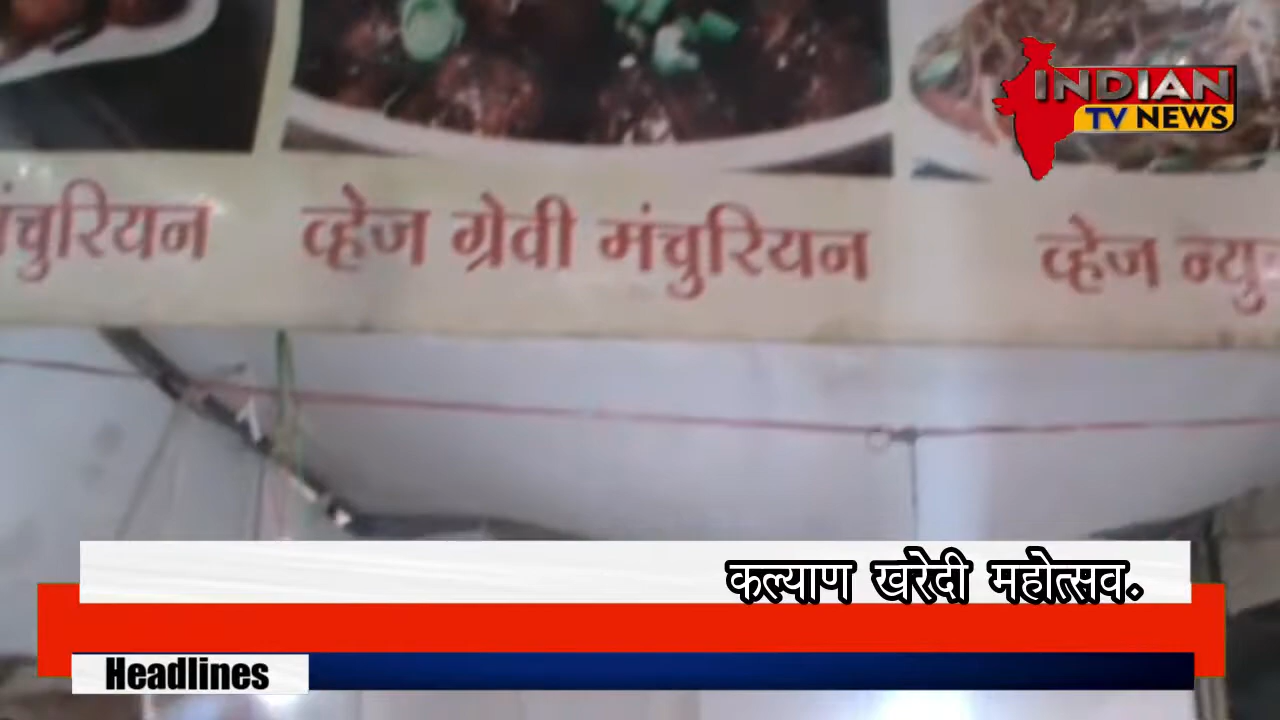 INDIAN
TV NEWS
मंचुरियन व्हेज ग्रेवी मंचुरियन व्हेज
कल्याण खरेदी महोत्सव.
Headlines